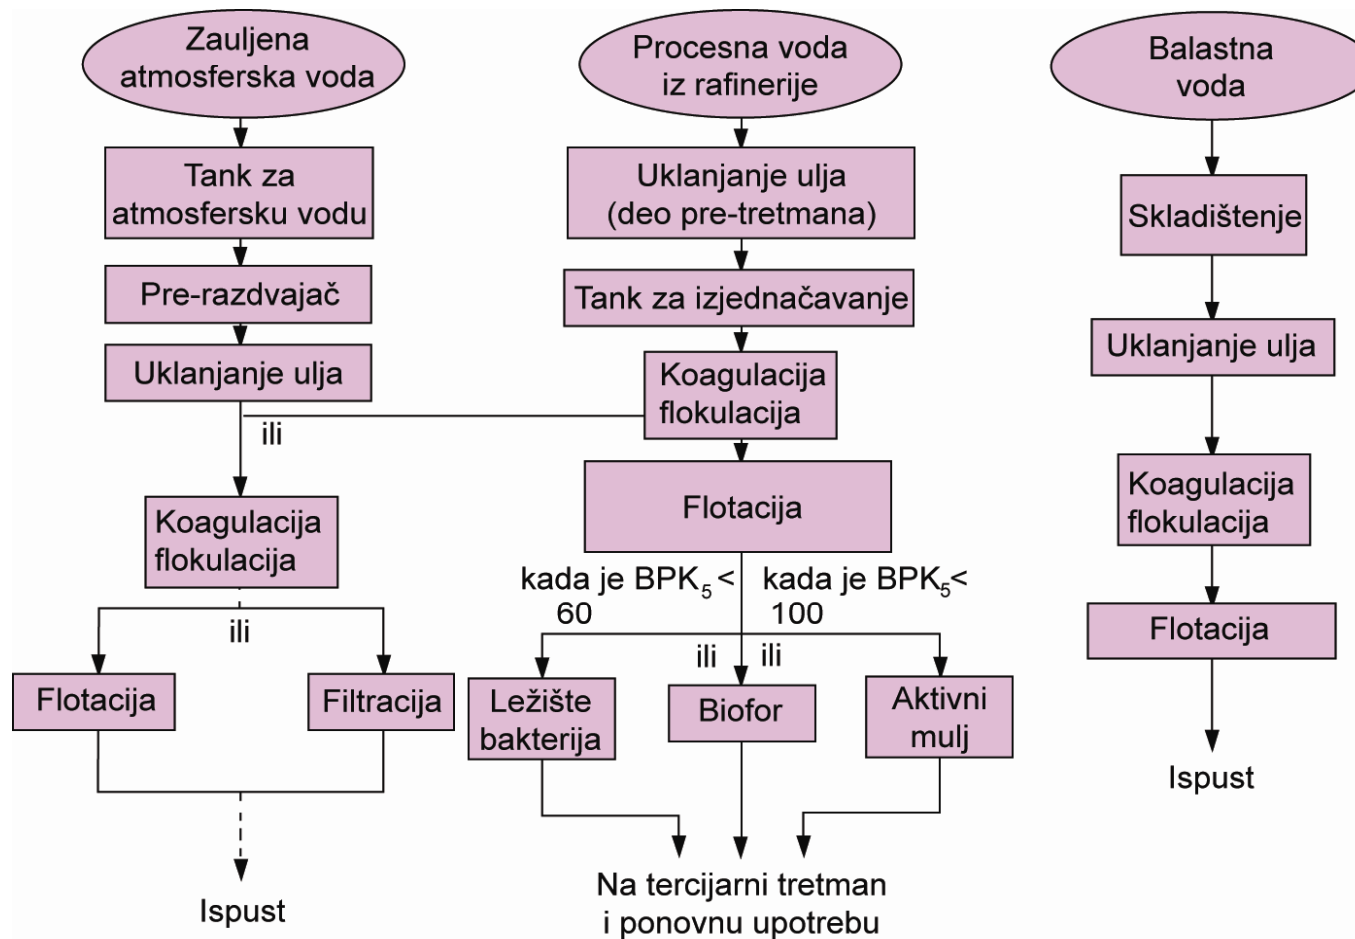 Zauljena
atmosferska voda
Tank za
atmosfersku vodu
Pre-razdvajač
Uklanjanje ulja
ili
Koagulacija
flokulacija
ili
Flotacija
Filtracija
Ispust
Procesna voda
iz rafinerije
Uklanjanje ulja
(deo pre-tretmana)
Tank za izjednačavanje
Koagulacija
flokulacija
Flotacija
kada je BPK₅ <
60
kada je BPK₅<
100
ili
ili
Ležište
bakterija
Biofor
Aktivni
mulj
Na tercijarni tretman
i ponovnu upotrebu
Balastna
voda
Skladištenje
Uklanjanje ulja
Koagulacija
flokulacija
Flotacija
Ispust